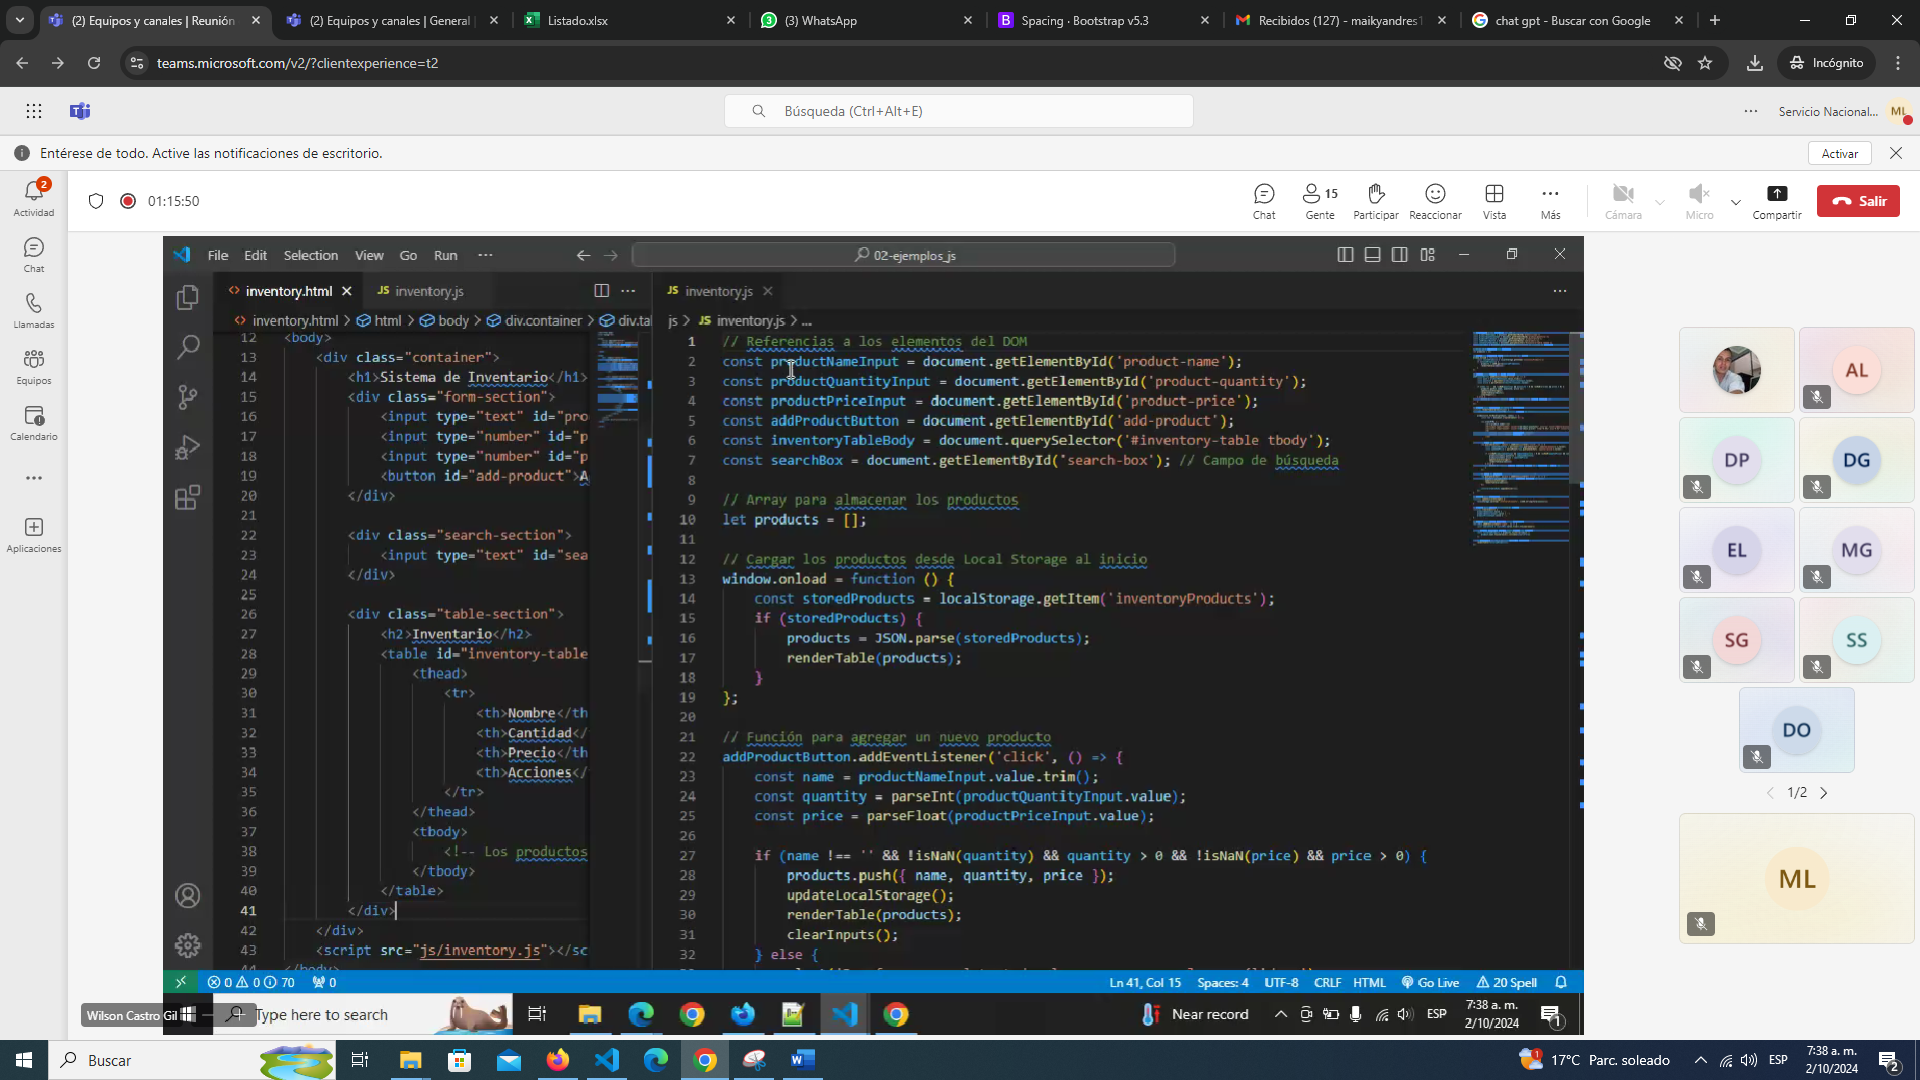 (2) Equipos y canales | Reunión
(2) Equipos y canales | General
Listado.xlsx
(3) WhatsApp
Spacing · Bootstrap v5.3
Recibidos (127) - maikyandres1
chat gpt - Buscar con Google
teams.microsoft.com/v2/?clientexperience=t2
Incógnito
Búsqueda (Ctrl+Alt+E)
Servicio Nacional...
ML
Entérese de todo. Active las notificaciones de escritorio.
Activar
2
Actividad
Chat
Llamadas
Equipos
Calendario
Aplicaciones
01:15:50
Chat
15
Gente
Participar
Reaccionar
Vista
Más
Cámara
Micro
Compartir
Salir
File Edit Selection View Go Run ···
02-ejemplos_js
inventory.html
JS inventory.js
inventory.html > html > body > div.container > div.ta
12 <body>
13 <div class="container">
14 <h1>Sistema de Inventario</h1>
15 <div class="form-section">
16 <input type="text" id="pro
17 <input type="number" id="p
18 <input type="number" id="p
19 <button id="add-product">A
20 </div>
21
22 <div class="search-section">
23 <input type="text" id="sea
24 </div>
25
26 <div class="table-section">
27 <h2>Inventario</h2>
28 <table id="inventory-table
29 <thead>
30 <tr>
31 <th>Nombre</th
32 <th>Cantidad</
33 <th>Precio</th
34 <th>Acciones</
35 </tr>
36 </thead>
37 <tbody>
38 <!-- Los productos
39 </tbody>
40 </table>
41 </div>
42 </div>
43 <script src="js/inventory.js"></sc
44 </body>
JS inventory.js
js > JS inventory.js > ...
1 // Referencias a los elementos del DOM
2 const productNameInput = document.getElementById('product-name');
3 const productQuantityInput = document.getElementById('product-quantity');
4 const productPriceInput = document.getElementById('product-price');
5 const addProductButton = document.getElementById('add-product');
6 const inventoryTableBody = document.querySelector('#inventory-table tbody');
7 const searchBox = document.getElementById('search-box'); // Campo de búsqueda
8
9 // Array para almacenar los productos
10 let products = [];
11
12 // Cargar los productos desde Local Storage al inicio
13 window.onload = function () {
14 const storedProducts = localStorage.getItem('inventoryProducts');
15 if (storedProducts) {
16 products = JSON.parse(storedProducts);
17 renderTable(products);
18 }
19 };
20
21 // Función para agregar un nuevo producto
22 addProductButton.addEventListener('click', () => {
23 const name = productNameInput.value.trim();
24 const quantity = parseInt(productQuantityInput.value);
25 const price = parseFloat(productPriceInput.value);
26
27 if (name !== '' && !isNaN(quantity) && quantity > 0 && !isNaN(price) && price > 0) {
28 products.push({ name, quantity, price });
29 updateLocalStorage();
30 renderTable(products);
31 clearInputs();
32 } else {
0 0 70 0
Ln 41, Col 15 Spaces: 4 UTF-8 CRLF HTML Go Live 20 Spell
Wilson Castro Gil
Type here to search
Near record
ESP
7:38 a. m.
2/10/2024
1
AL
DP
DG
EL
MG
SG
SS
DO
1/2
ML
Buscar
1
17°C Parc. soleado
ESP
7:38 a. m.
2/10/2024
2